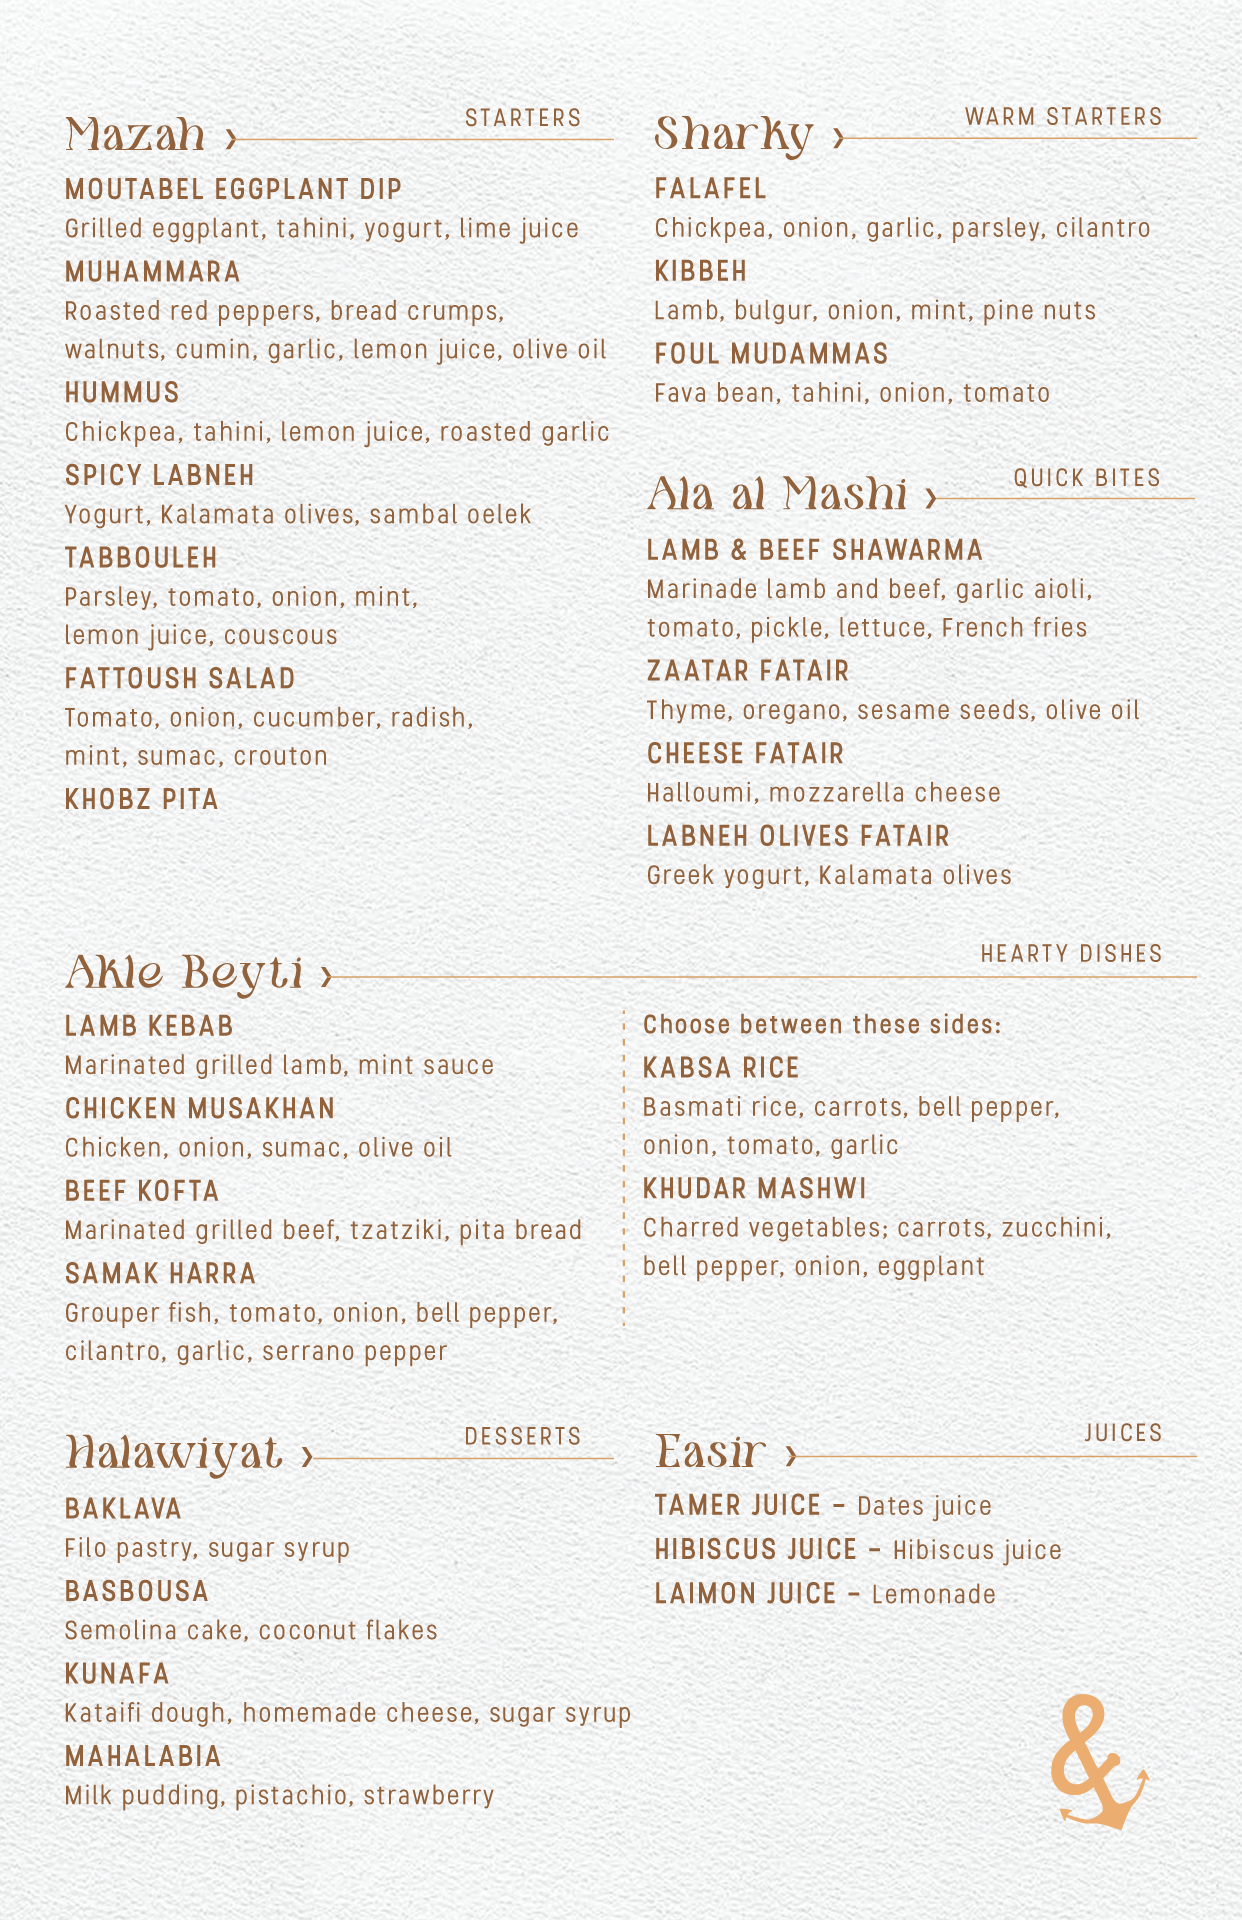 Mazah
STARTERS
MOUTABEL EGGPLANT DIP
Grilled eggplant, tahini, yogurt, lime juice
MUHAMMARA
Roasted red peppers, bread crumps,
walnuts, cumin, garlic, lemon juice, olive oil
HUMMUS
Chickpea, tahini, lemon juice, roasted garlic
SPICY LABNEH
Yogurt, Kalamata olives, sambal oelek
TABBOULEH
Parsley, tomato, onion, mint,
lemon juice, couscous
FATTOUSH SALAD
Tomato, onion, cucumber, radish,
mint, sumac, crouton
KHOBZ PITA
Sharky
WARM STARTERS
FALAFEL
Chickpea, onion, garlic, parsley, cilantro
KIBBEH
Lamb, bulgur, onion, mint, pine nuts
FOUL MUDAMMAS
Fava bean, tahini, onion, tomato
Ala al Mashi
QUICK BITES
LAMB & BEEF SHAWARMA
Marinade lamb and beef, garlic aioli,
tomato, pickle, lettuce, French fries
ZAATAR FATAIR
Thyme, oregano, sesame seeds, olive oil
CHEESE FATAIR
Halloumi, mozzarella cheese
LABNEH OLIVES FATAIR
Greek yogurt, Kalamata olives
Akle Beyti
HEARTY DISHES
LAMB KEBAB
Marinated grilled lamb, mint sauce
CHICKEN MUSAKHAN
Chicken, onion, sumac, olive oil
BEEF KOFTA
Marinated grilled beef, tzatziki, pita bread
SAMAK HARRA
Grouper fish, tomato, onion, bell pepper,
cilantro, garlic, serrano pepper
Choose between these sides:
KABSA RICE
Basmati rice, carrots, bell pepper,
onion, tomato, garlic
KHUDAR MASHWI
Charred vegetables; carrots, zucchini,
bell pepper, onion, eggplant
Halawiyat
DESSERTS
BAKLAVA
Filo pastry, sugar syrup
BASBOUSA
Semolina cake, coconut flakes
KUNAFA
Kataifi dough, homemade cheese, sugar syrup
MAHALABIA
Milk pudding, pistachio, strawberry
Easir
JUICES
TAMER JUICE – Dates juice
HIBISCUS JUICE – Hibiscus juice
LAIMON JUICE – Lemonade
&